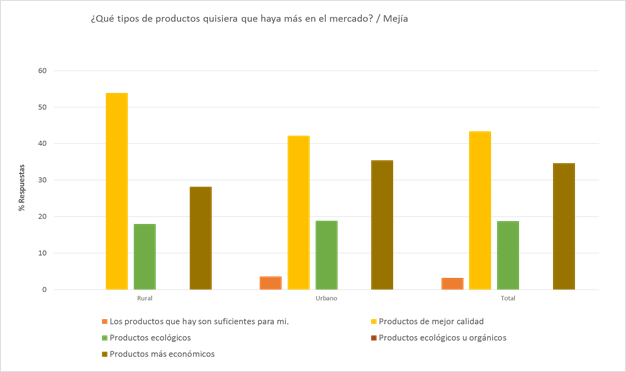 ¿Qué tipos de productos quisiera que haya más en el mercado? / Mejía
60
50
40
30
20
10
0
% Respuestas
Rural
Urbano
Total
Los productos que hay son suficientes para mi.
Productos de mejor calidad
Productos ecológicos
Productos ecológicos u orgánicos
Productos más económicos